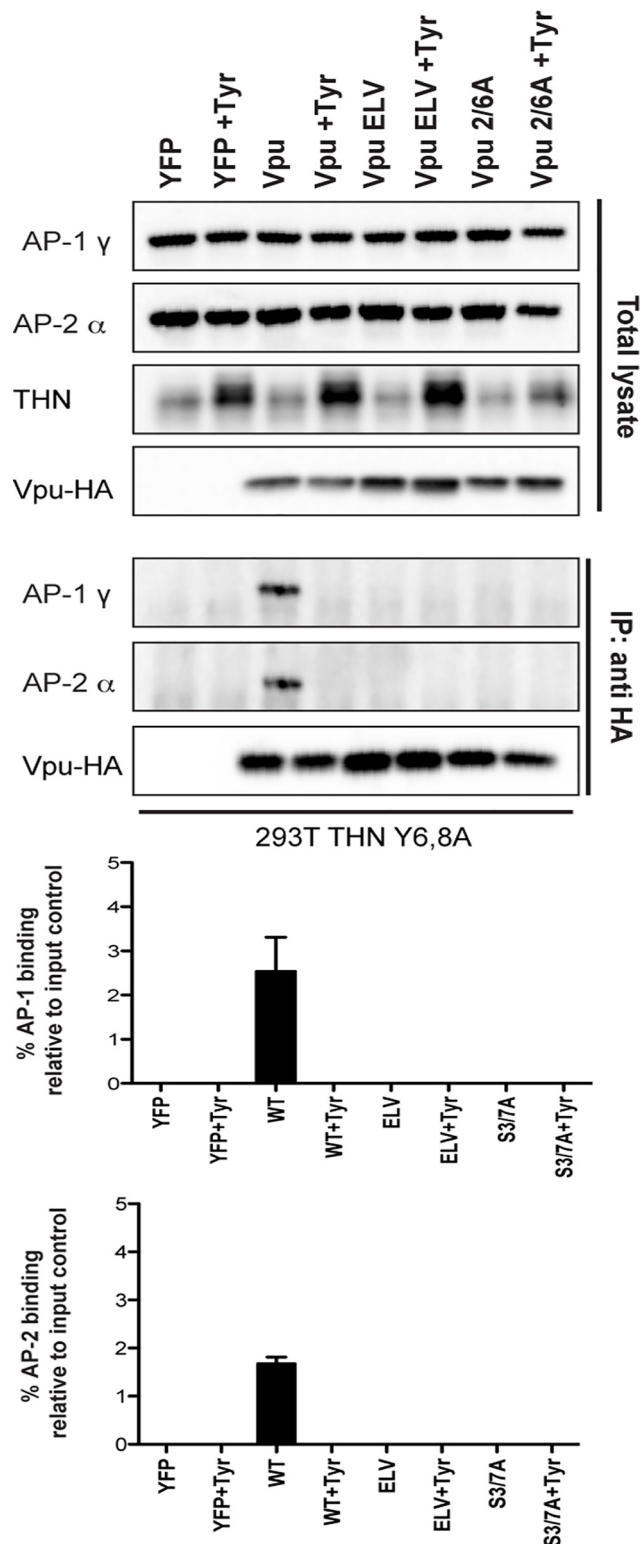 YFP
YFP +Tyr
Vpu
Vpu +Tyr
Vpu ELV
Vpu ELV +Tyr
Vpu 2/6A
Vpu 2/6A +Tyr
AP-1 γ
AP-2 α
THN
Vpu-HA
Total lysate
AP-1 γ
AP-2 α
Vpu-HA
IP: anti HA
293T THN Y6,8A
% AP-1 binding
relative to input control
5
4
3
2
1
0
YFP
YFP+Tyr
WT
WT+Tyr
ELV
ELV+Tyr
S3/7A
S3/7A+Tyr
% AP-2 binding
relative to input control
5
4
3
2
1
0
YFP
YFP+Tyr
WT
WT+Tyr
ELV
ELV+Tyr
S3/7A
S3/7A+Tyr